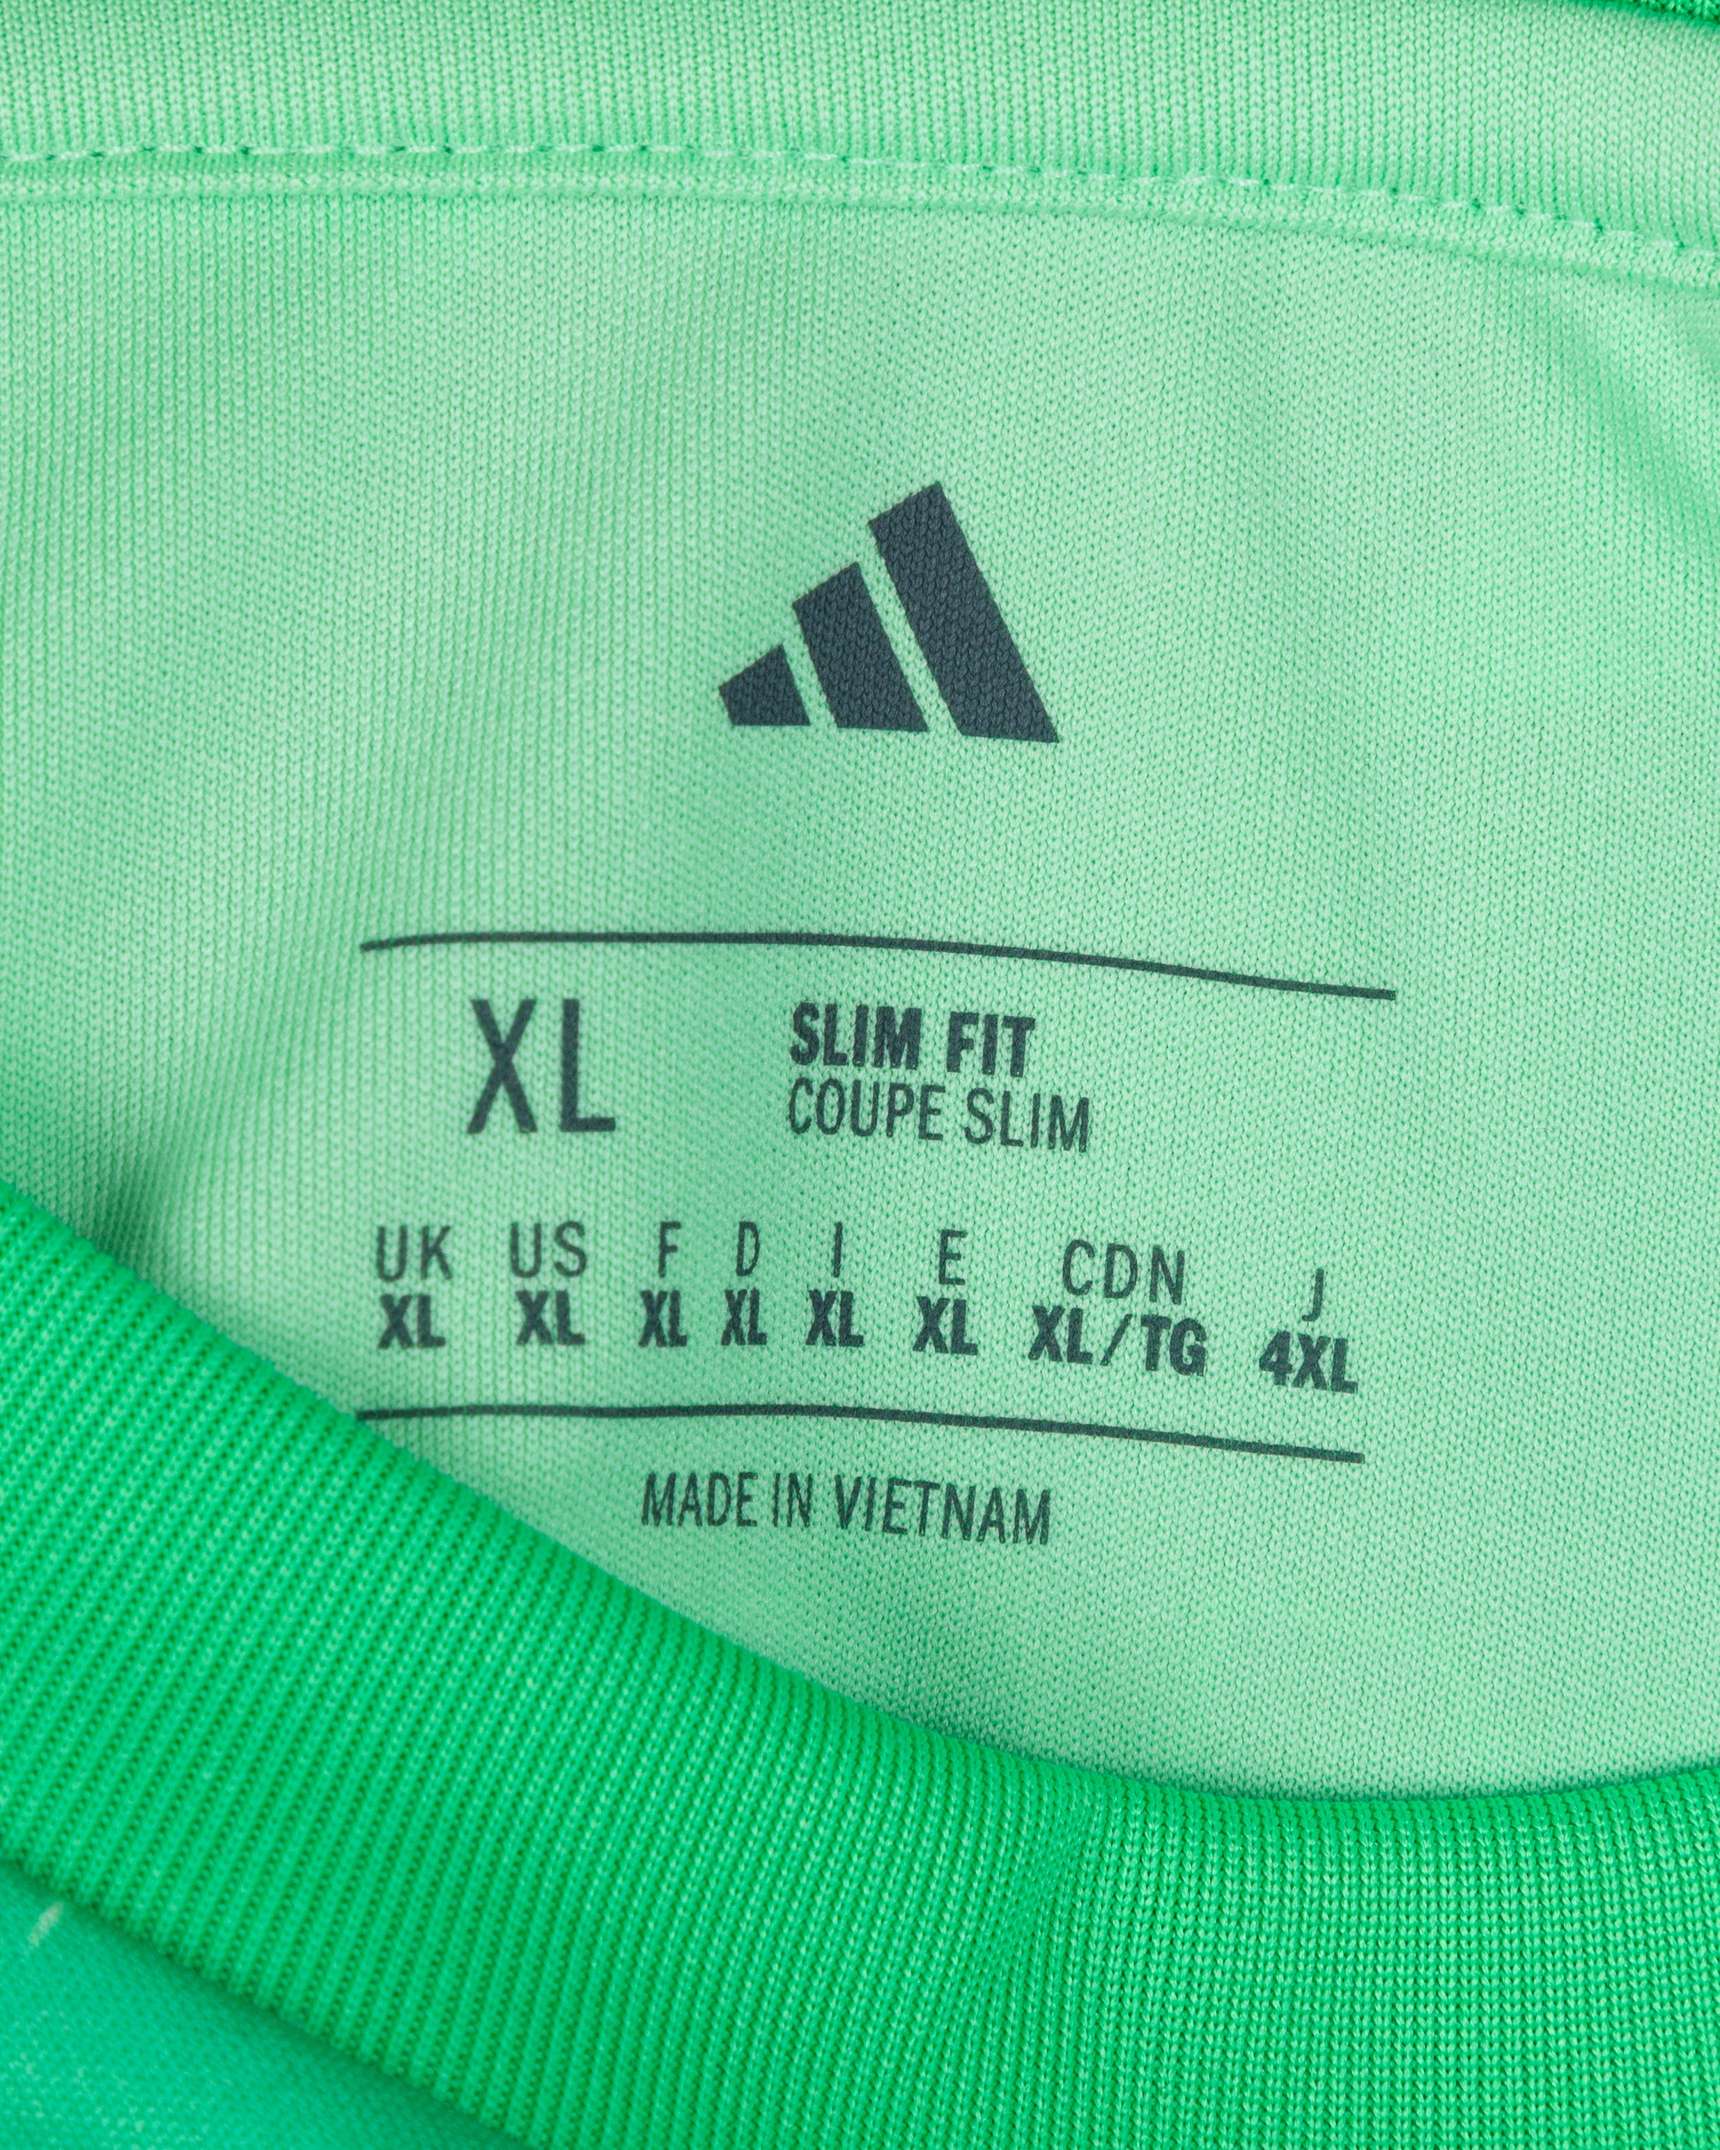 XL
SLIM FIT
COUPE SLIM
UK US F D I E CDN J
XL XL XL XL XL XL XL/TG 4XL
MADE IN VIETNAM